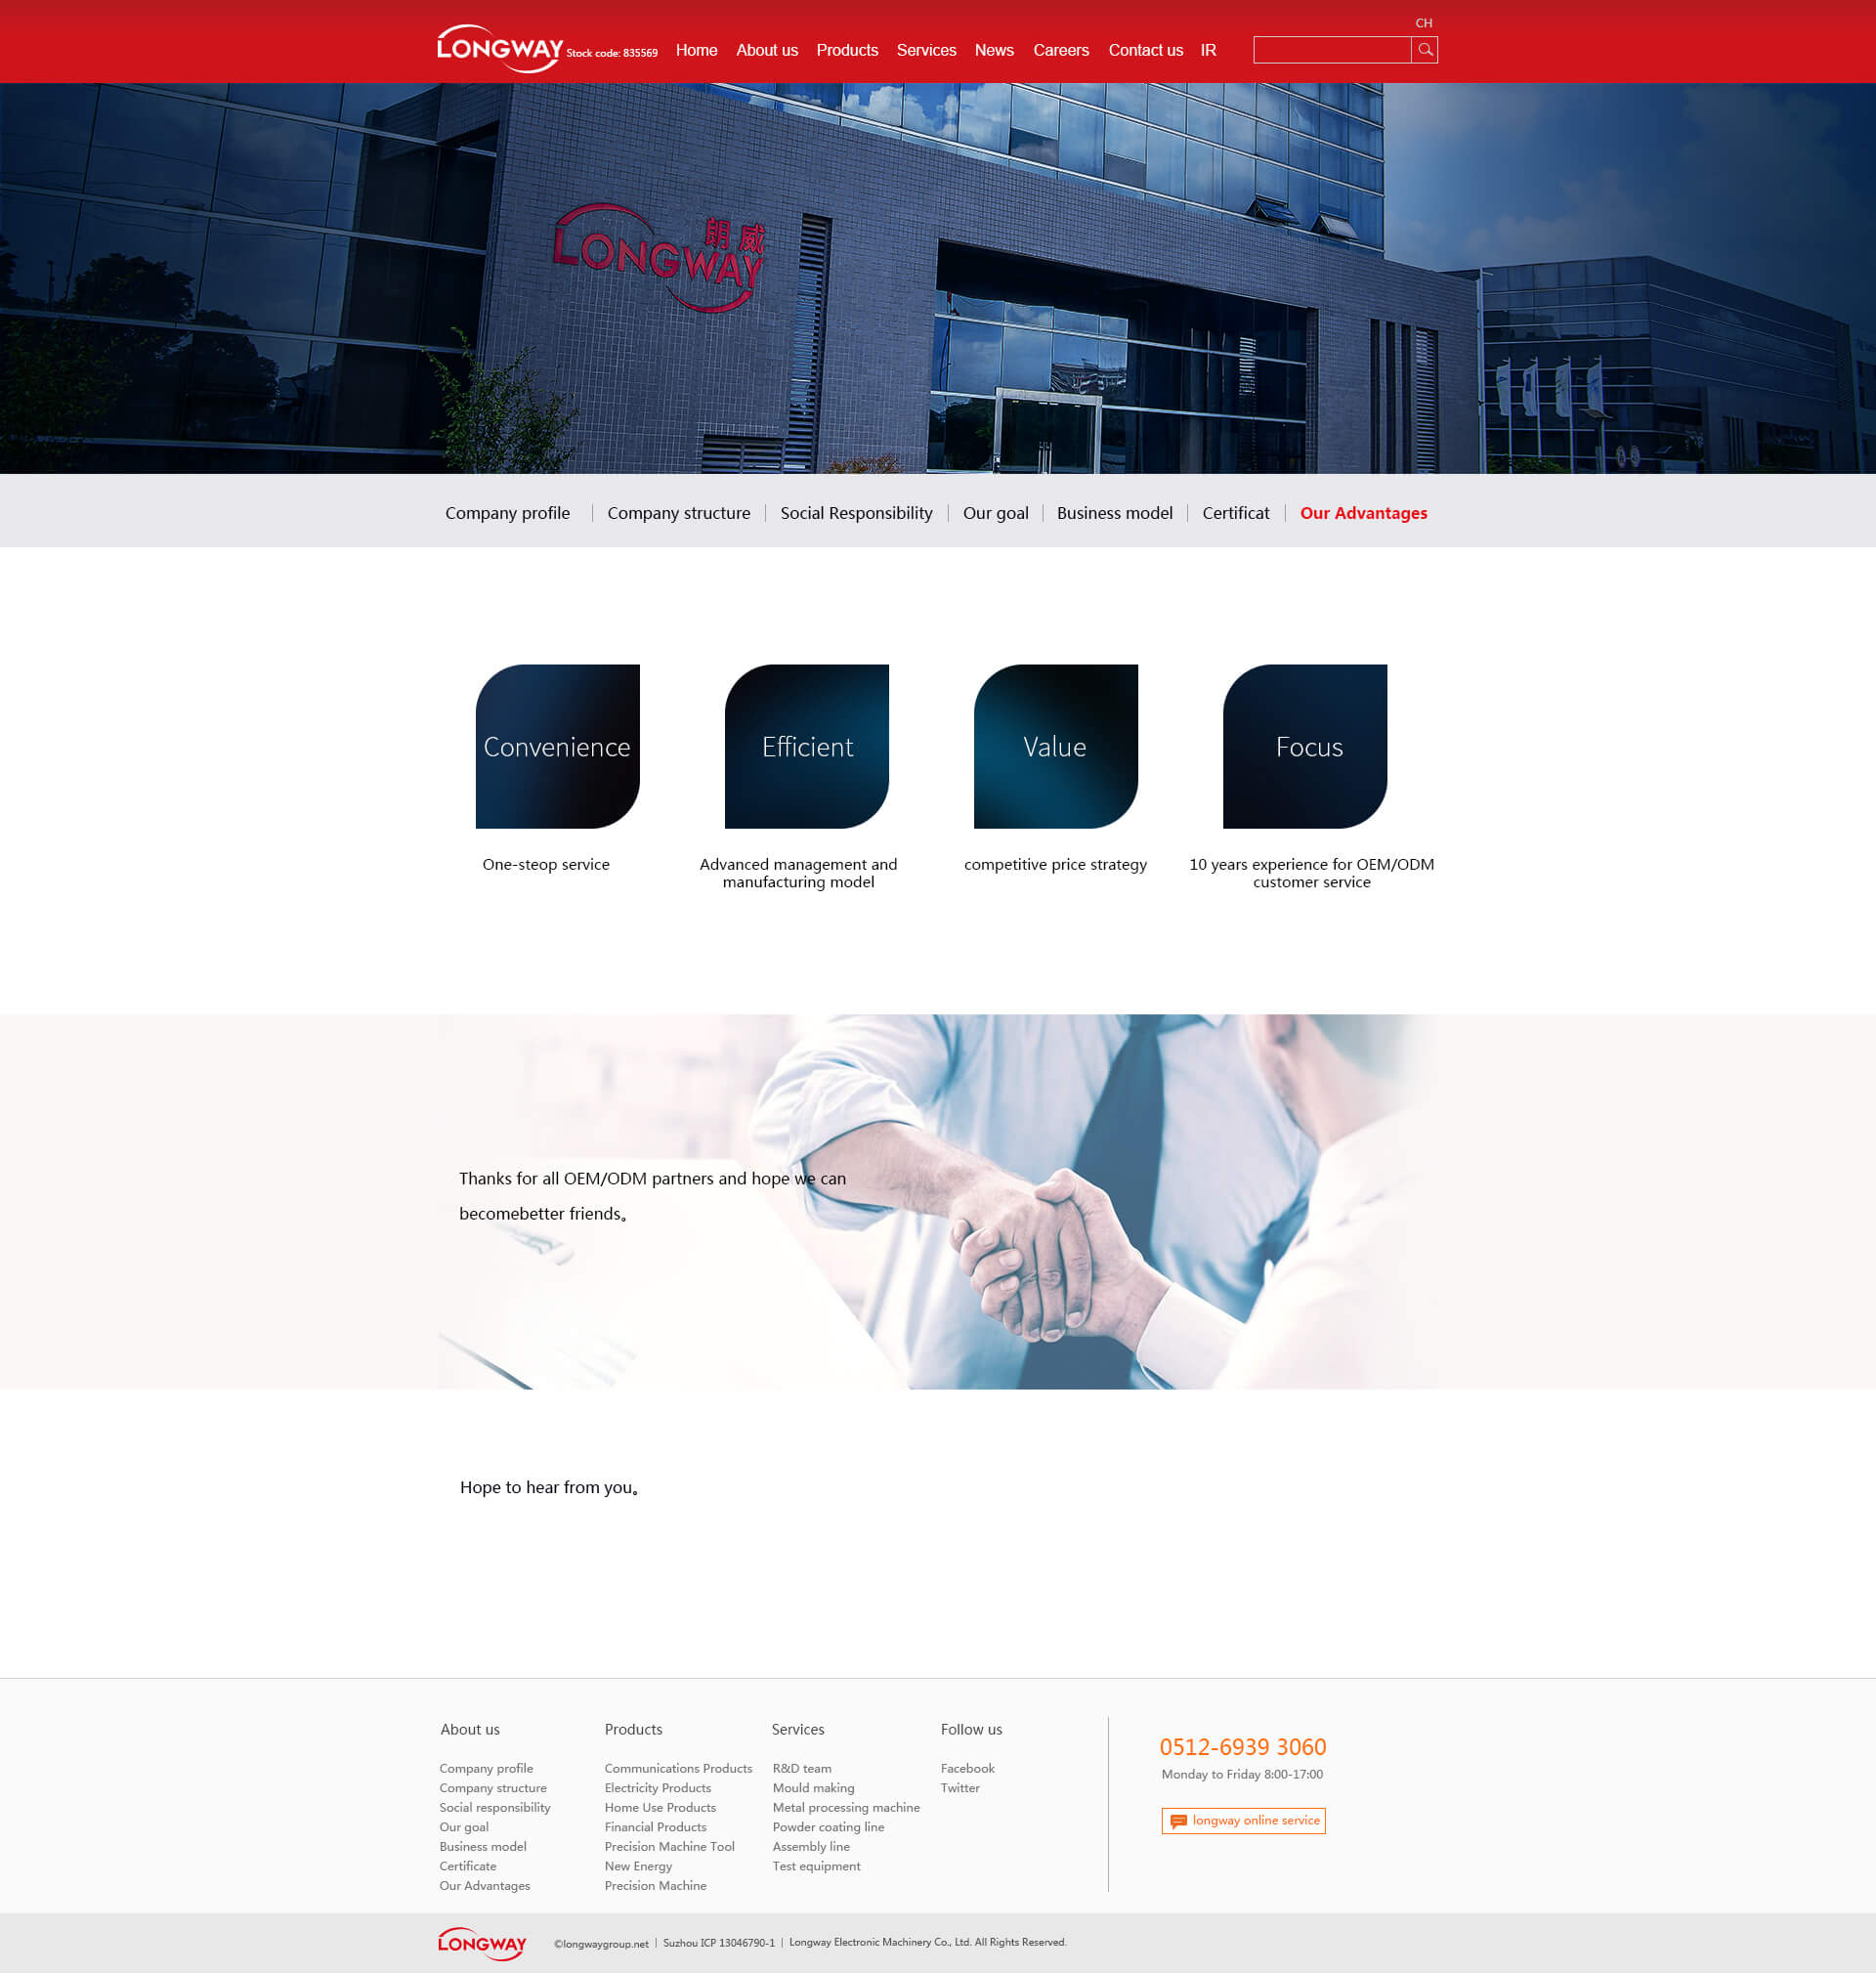 CH
LONGWAY Stock code: 835569 Home About us Products Services News Careers Contact us IR
朗威
LONGWAY
Company profile Company structure Social Responsibility Our goal Business model Certificat Our Advantages
Convenience Efficient Value Focus
One-steop service
Advanced management and
manufacturing model
competitive price strategy
10 years experience for OEM/ODM
customer service
Thanks for all OEM/ODM partners and hope we can
becomebetter friends。
Hope to hear from you。
About us
Company profile
Company structure
Social responsibility
Our goal
Business model
Certificate
Our Advantages
Products
Communications Products
Electricity Products
Home Use Products
Financial Products
Precision Machine Tool
New Energy
Precision Machine
Services
R&D team
Mould making
Metal processing machine
Powder coating line
Assembly line
Test equipment
Follow us
Facebook
Twitter
0512-6939 3060
Monday to Friday 8:00-17:00
longway online service
LONGWAY ©longwaygroup.net | Suzhou ICP 13046790-1 | Longway Electronic Machinery Co., Ltd. All Rights Reserved.